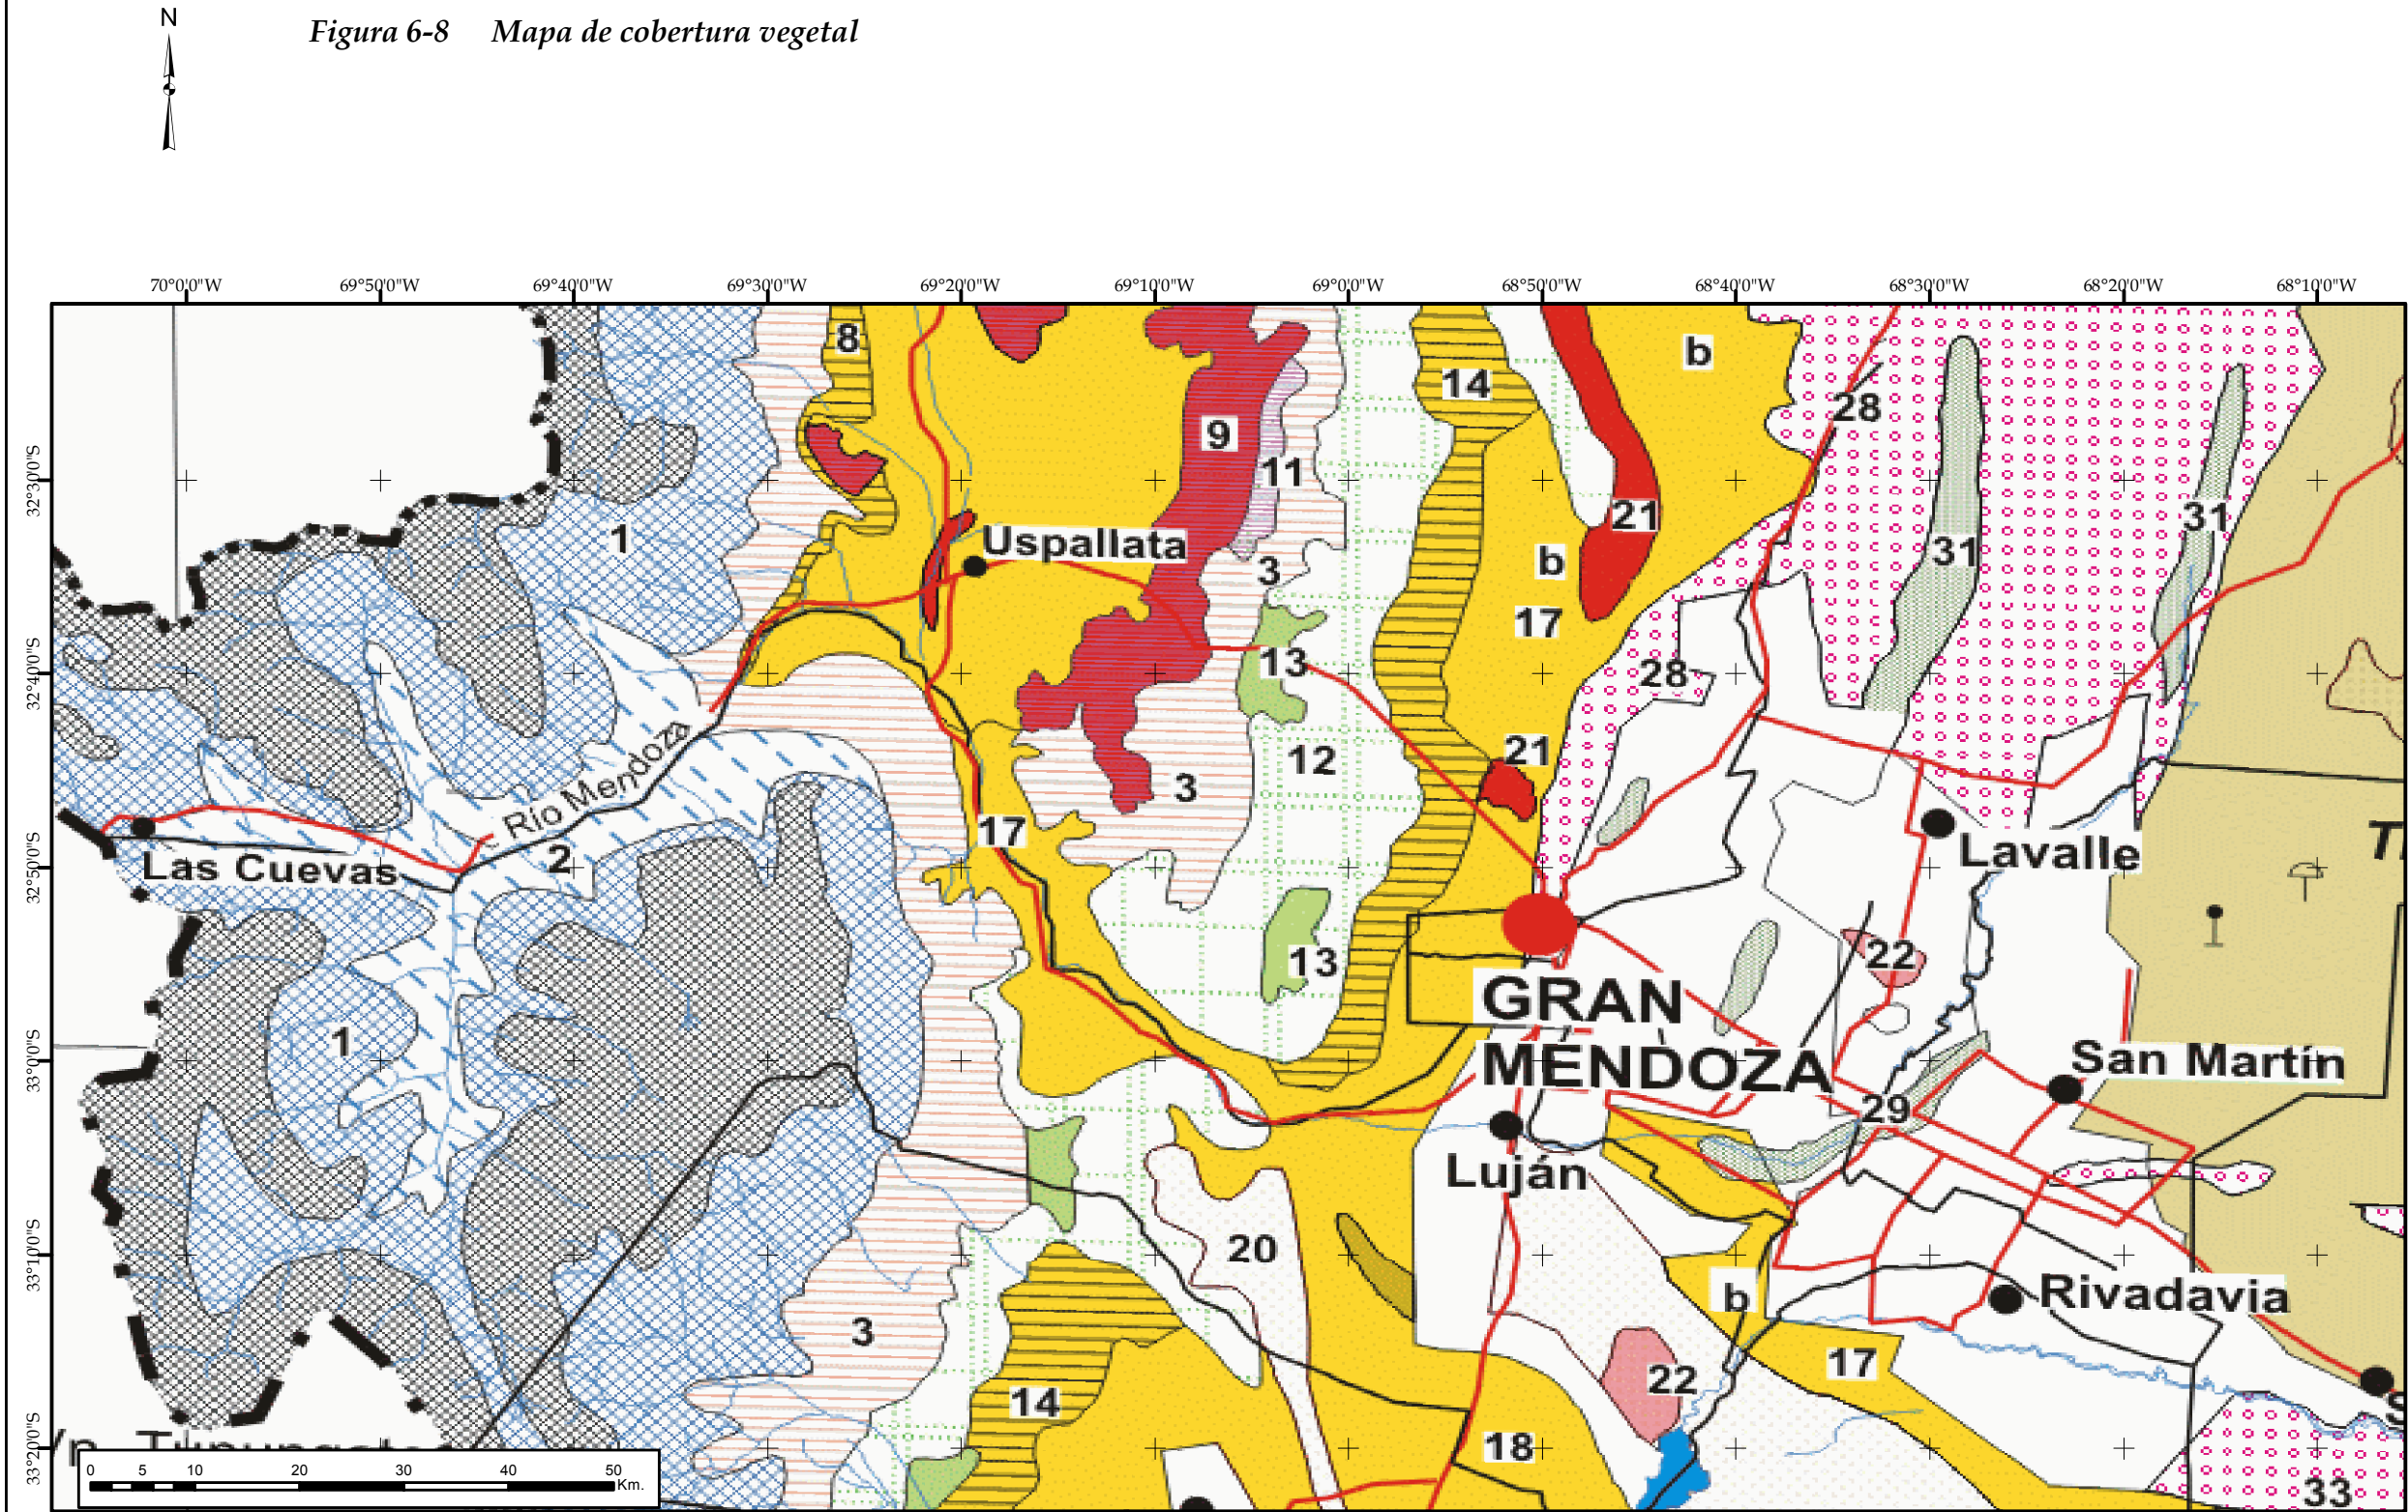 N
Figura 6-8 Mapa de cobertura vegetal
70°0'0"W 69°50'0"W 69°40'0"W 69°30'0"W 69°20'0"W 69°10'0"W 69°0'0"W 68°50'0"W 68°40'0"W 68°30'0"W 68°20'0"W 68°10'0"W
8
b
14
28
9
11
32°30'0"S
21
31
1
31
Uspallata
b
3
17
13
28
32°40'0"S
Río Mendoza
21
12
3
17
Lavalle
2
Las Cuevas
32°50'0"S
22
13
GRAN
1
MENDOZA
San Martín
33°0'0"S
29
Luján
20
33°10'0"S
b
Rivadavia
3
17
22
14
18
33°20'0"S
33
0 5 10 20 30 40 50
Km.